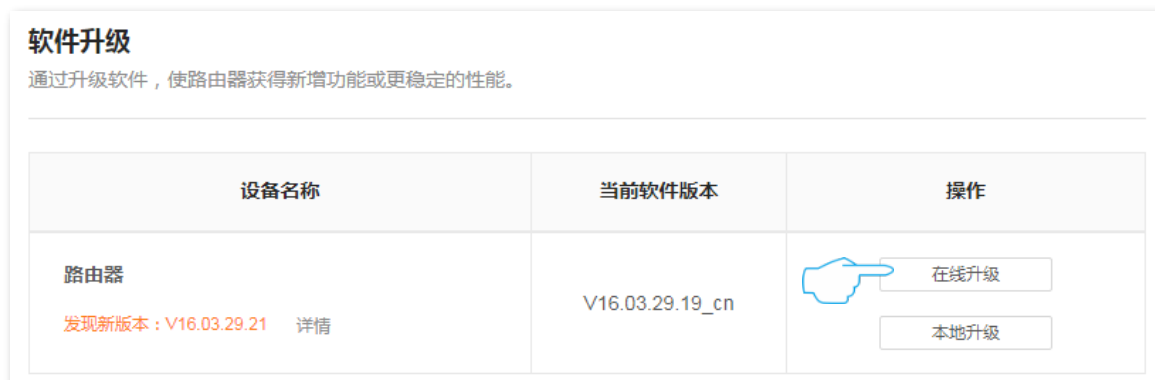 软件升级
通过升级软件，使路由器获得新增功能或更稳定的性能。
设备名称 当前软件版本 操作
路由器
发现新版本：V16.03.29.21 详情
V16.03.29.19_cn
在线升级
本地升级